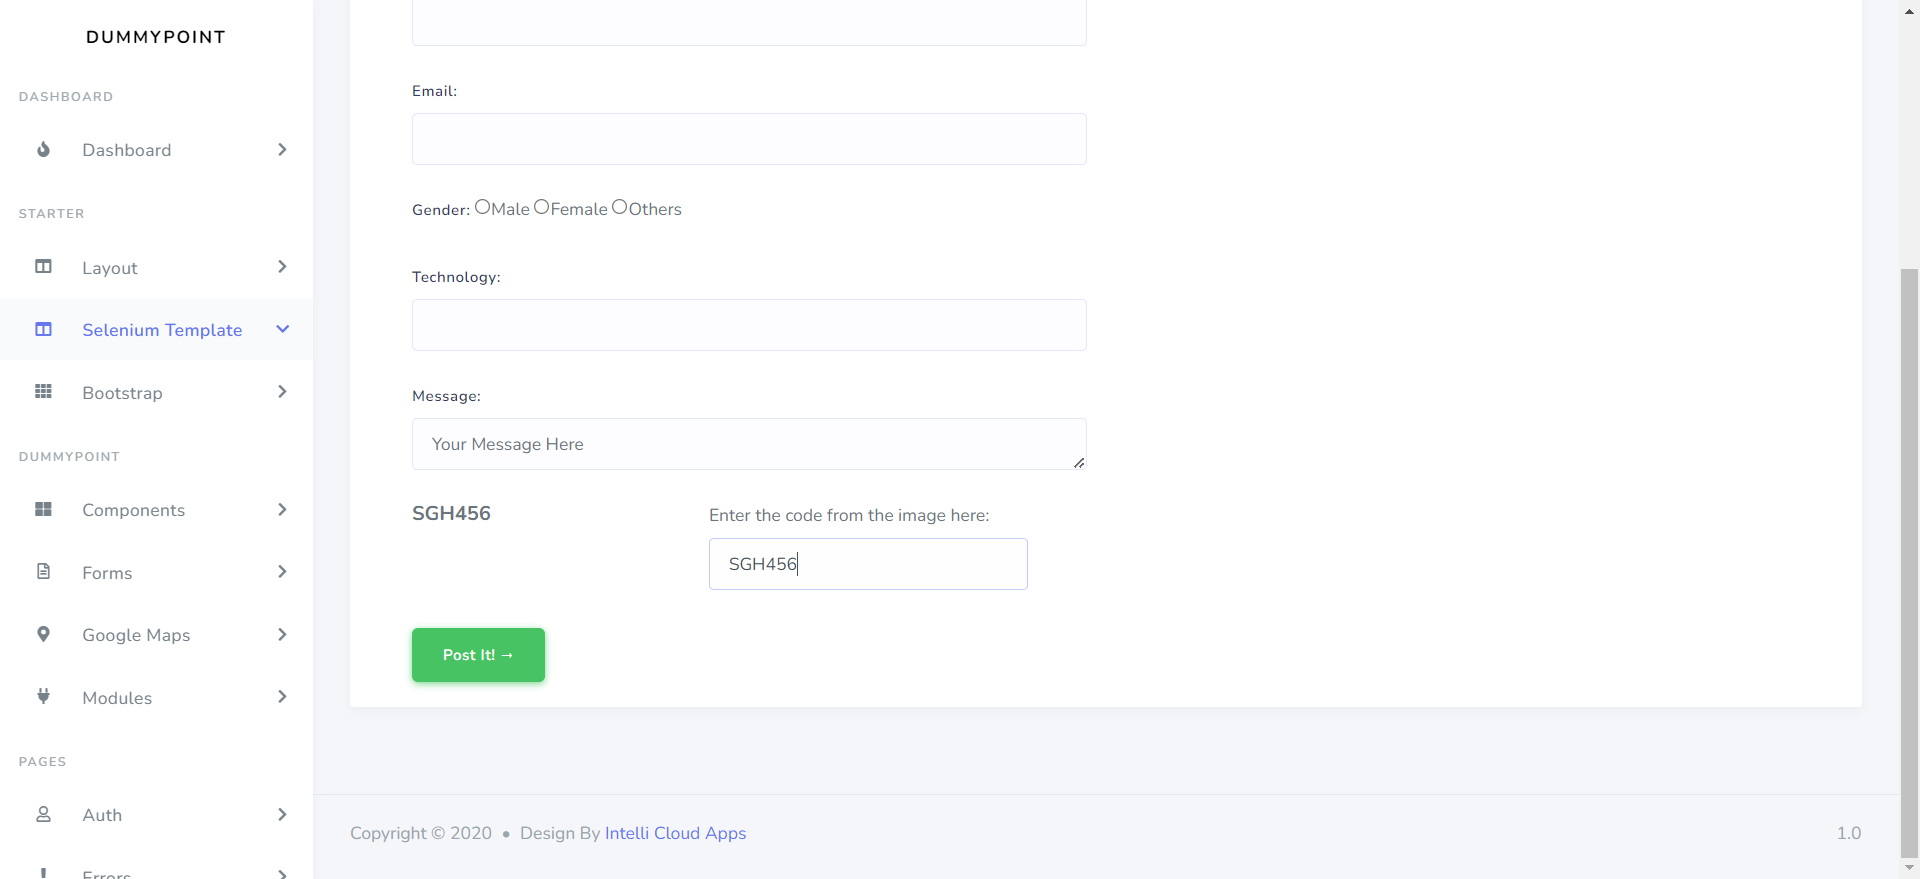 DUMMYPOINT
DASHBOARD
Dashboard
STARTER
Layout
Selenium Template
Bootstrap
DUMMYPOINT
Components
Forms
Google Maps
Modules
PAGES
Auth
Errors
Email:
Gender: Male Female Others
Technology:
Message:
Your Message Here
SGH456
Enter the code from the image here:
SGH456
Post It! →
Copyright © 2020 • Design By Intelli Cloud Apps
1.0